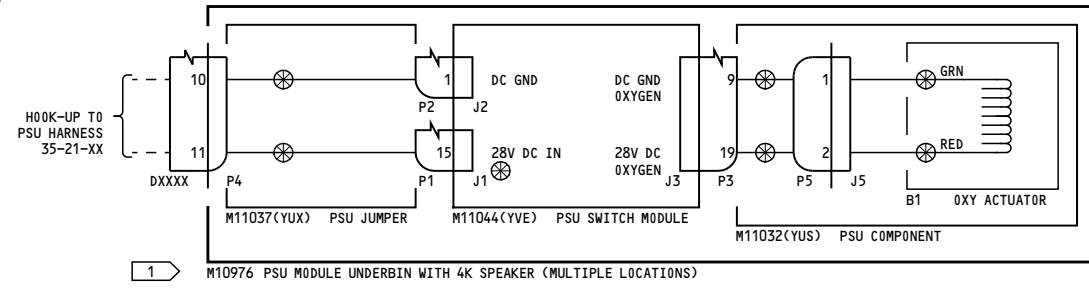 10
1
DC GND
DC GND
OXYGEN
9
1
GRN
P2
J2
HOOK-UP TO
PSU HARNESS
35-21-XX
11
15
28V DC IN
28V DC
OXYGEN
19
2
RED
DXXXX
P4
P1
J1
J3
P3
P5
J5
B1
OXY ACTUATOR
M11037(YUX) PSU JUMPER
M11044(YVE) PSU SWITCH MODULE
M11032(YUS) PSU COMPONENT
1
M10976 PSU MODULE UNDERBIN WITH 4K SPEAKER (MULTIPLE LOCATIONS)